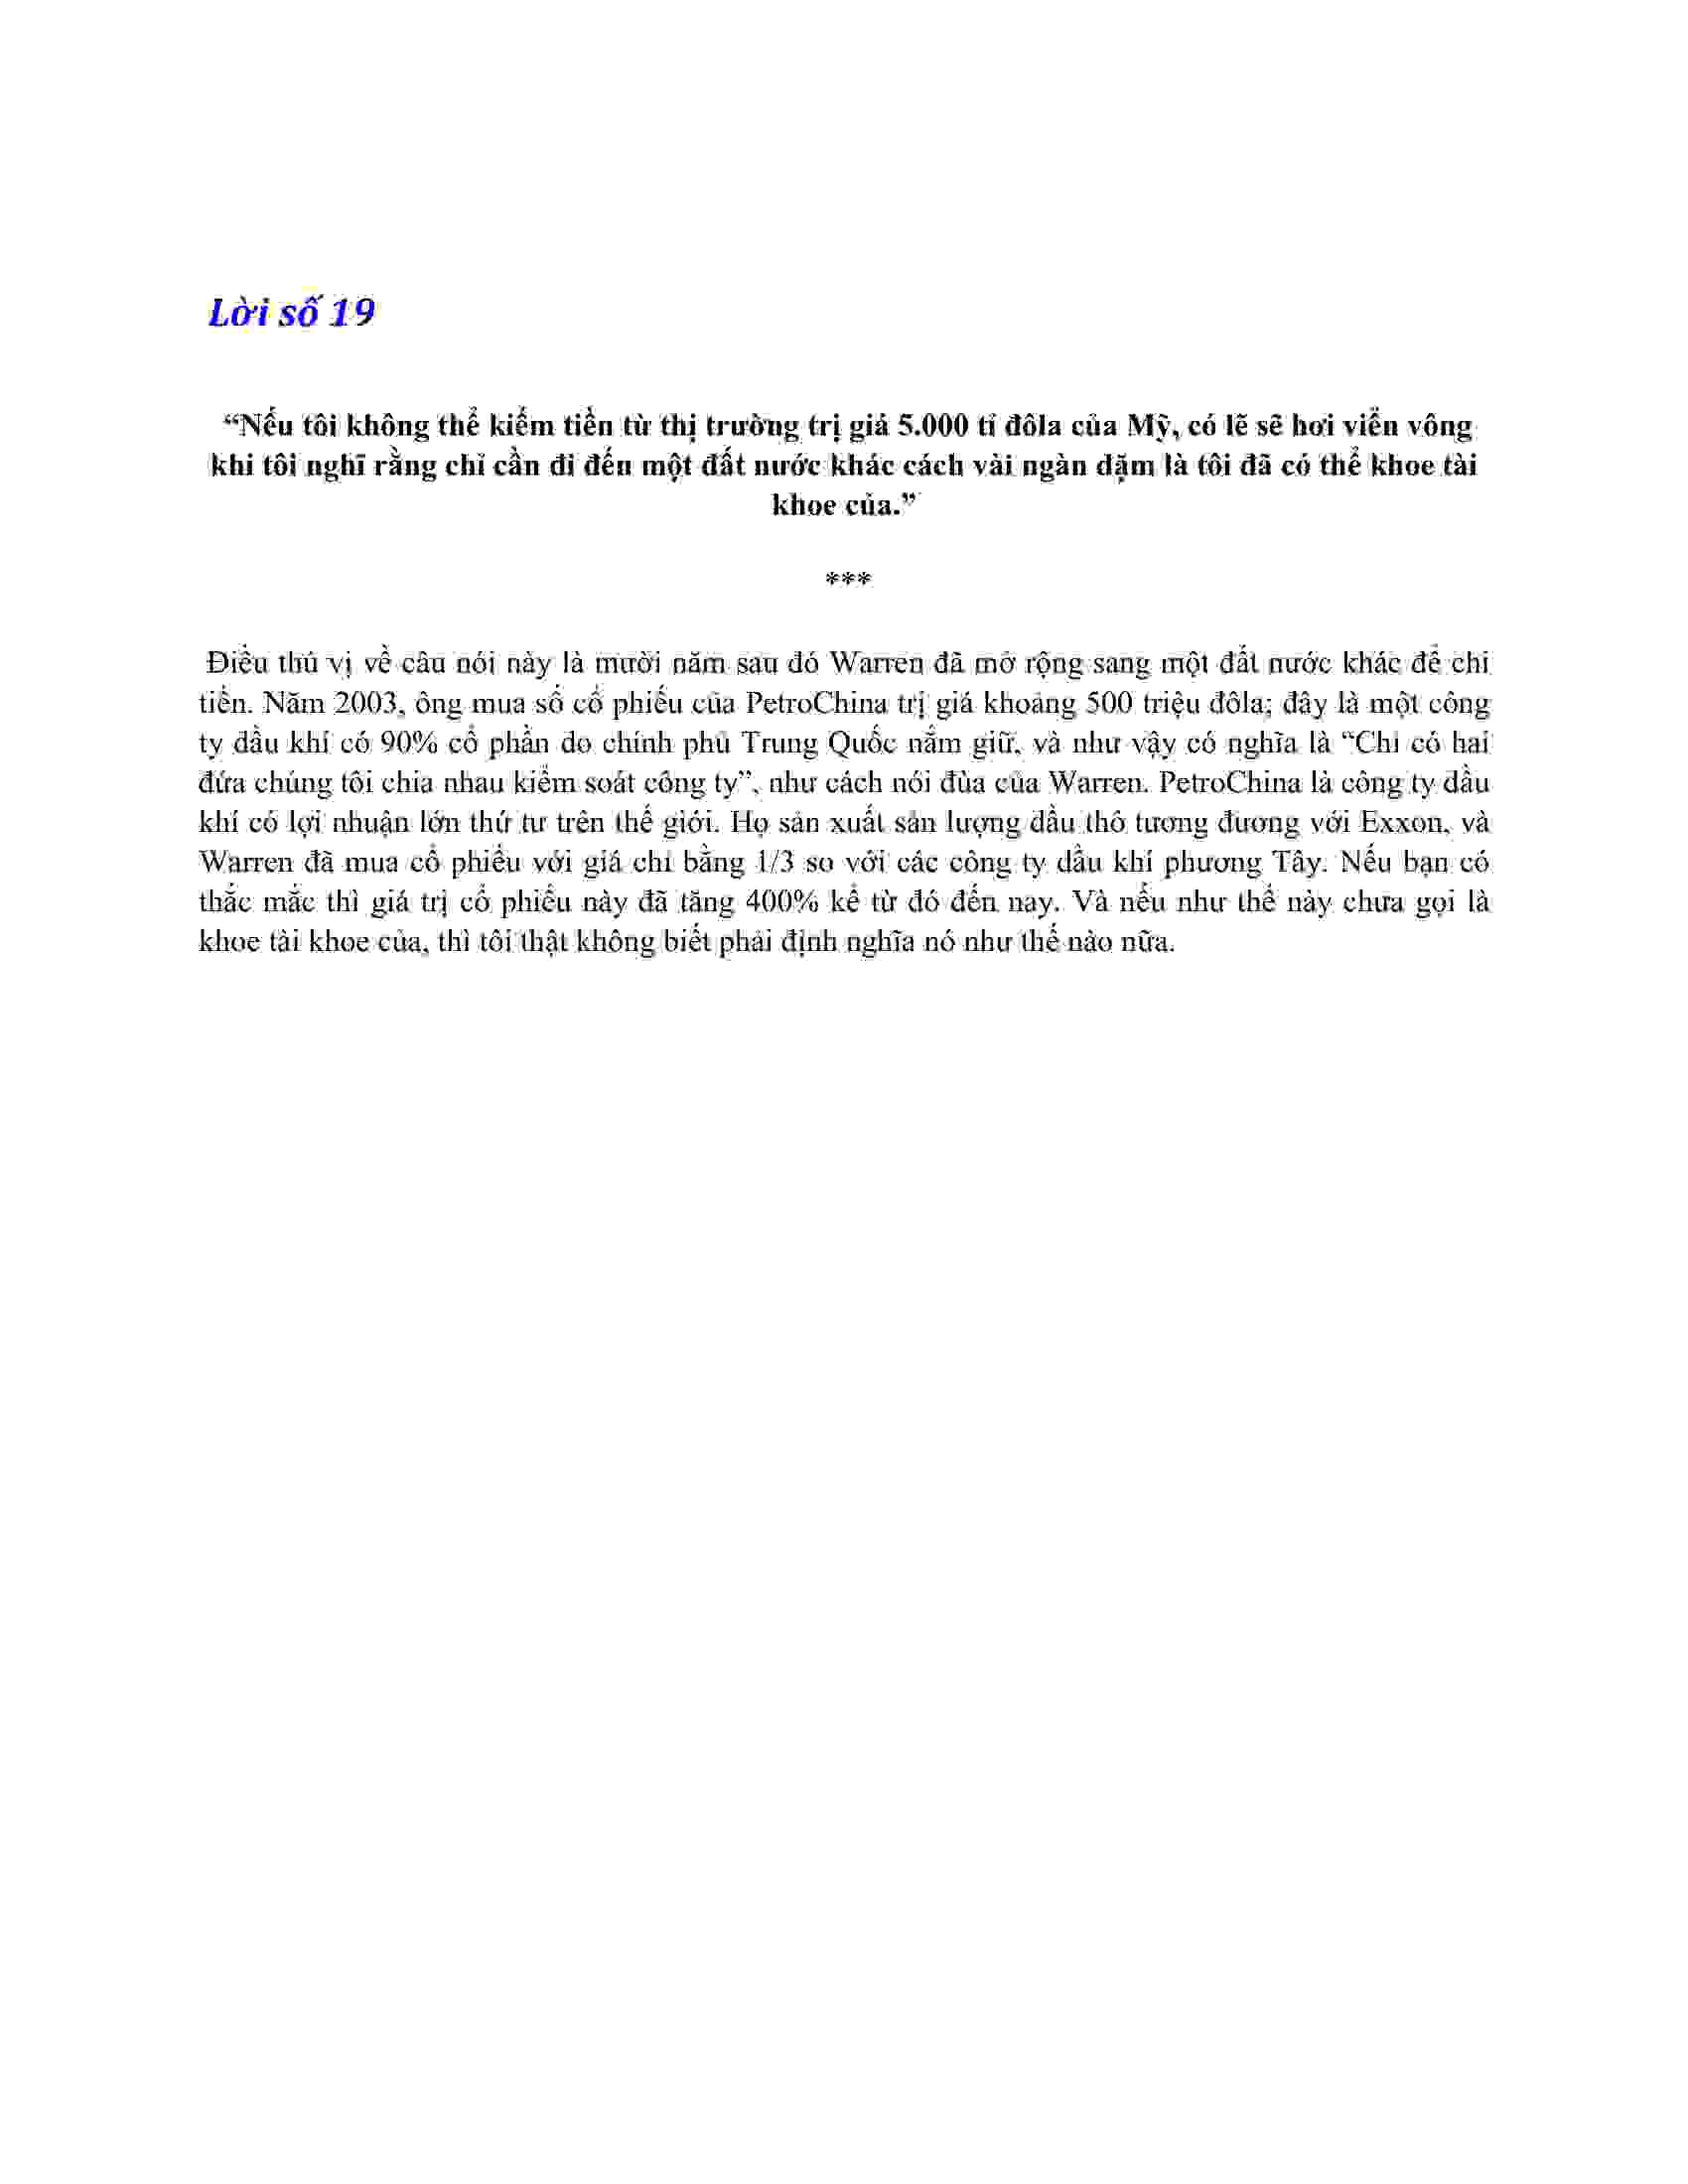 Lời số 19
“Nếu tôi không thể kiếm tiền từ thị trường trị giá 5.000 tỉ đôla của Mỹ, có lẽ sẽ hơi viển vông
khi tôi nghĩ rằng chỉ cần đi đến một đất nước khác cách vài ngàn dặm là tôi đã có thể khoe tài
khoe của.”
***
Điều thú vị về câu nói này là mười năm sau đó Warren đã mở rộng sang một đất nước khác để chi
tiền. Năm 2003, ông mua số cổ phiếu của PetroChina trị giá khoảng 500 triệu đôla; đây là một công
ty dầu khí có 90% cổ phần do chính phủ Trung Quốc nắm giữ, và như vậy có nghĩa là “Chỉ có hai
đứa chúng tôi chia nhau kiểm soát công ty”, như cách nói đùa của Warren. PetroChina là công ty dầu
khí có lợi nhuận lớn thứ tư trên thế giới. Họ sản xuất sản lượng dầu thô tương đương với Exxon, và
Warren đã mua cổ phiếu với giá chỉ bằng 1/3 so với các công ty dầu khí phương Tây. Nếu bạn có
thắc mắc thì giá trị cổ phiếu này đã tăng 400% kể từ đó đến nay. Và nếu như thế này chưa gọi là
khoe tài khoe của, thì tôi thật không biết phải định nghĩa nó như thế nào nữa.